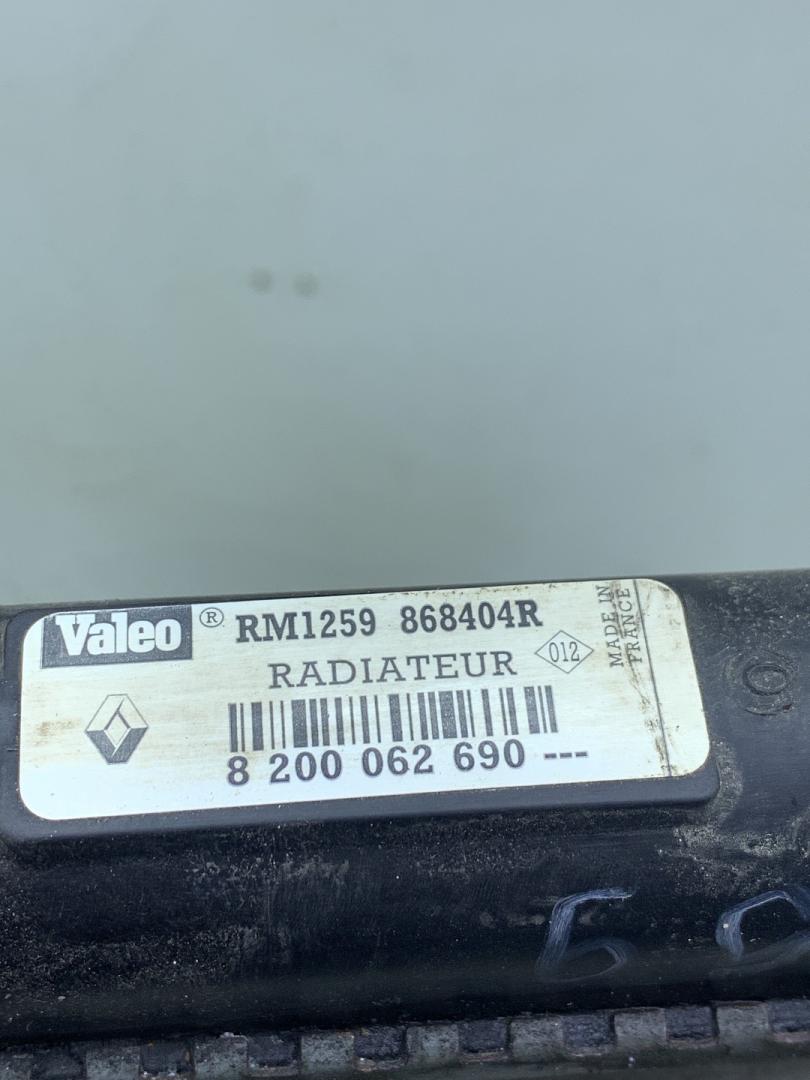 Valeo ® RM1259 868404R
RADIATEUR
012
MADE IN
FRANCE
8 200 062 690 ---